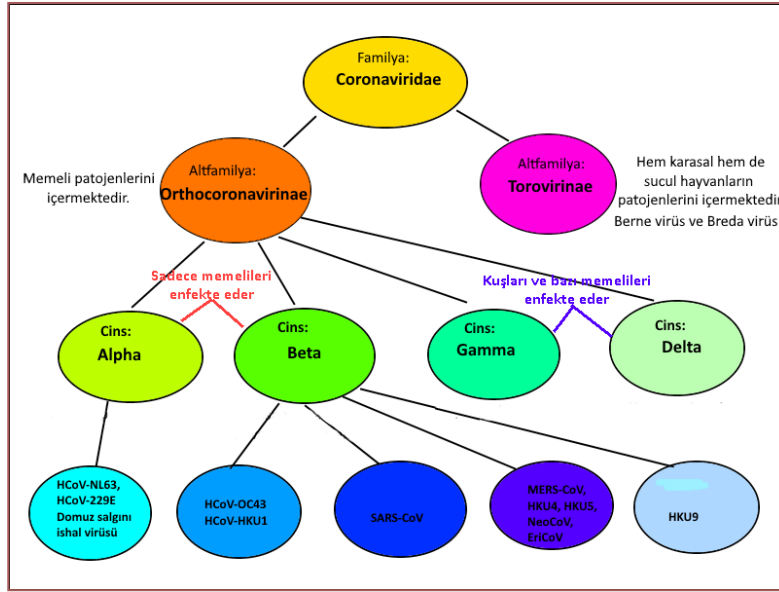 Familya:
Coronaviridae
Altfamilya:
Orthocoronavirinae
Memeli patojenlerini
içermektedir.
Altfamilya:
Torovirinae
Hem karasal hem de
sucul hayvanların
patojenlerini içermektedir
Berne virüs ve Breda virüs
Sadece memelileri
enfekte eder
Kuşları ve bazı memelileri
enfekte eder
Cins:
Alpha
Cins:
Beta
Cins:
Gamma
Cins:
Delta
HCoV-NL63,
HCoV-229E
Domuz salgını
ishal virüsü
HCoV-OC43
HCoV-HKU1
SARS-CoV
MERS-CoV,
HKU4, HKU5,
NeoCoV,
EriCoV
HKU9